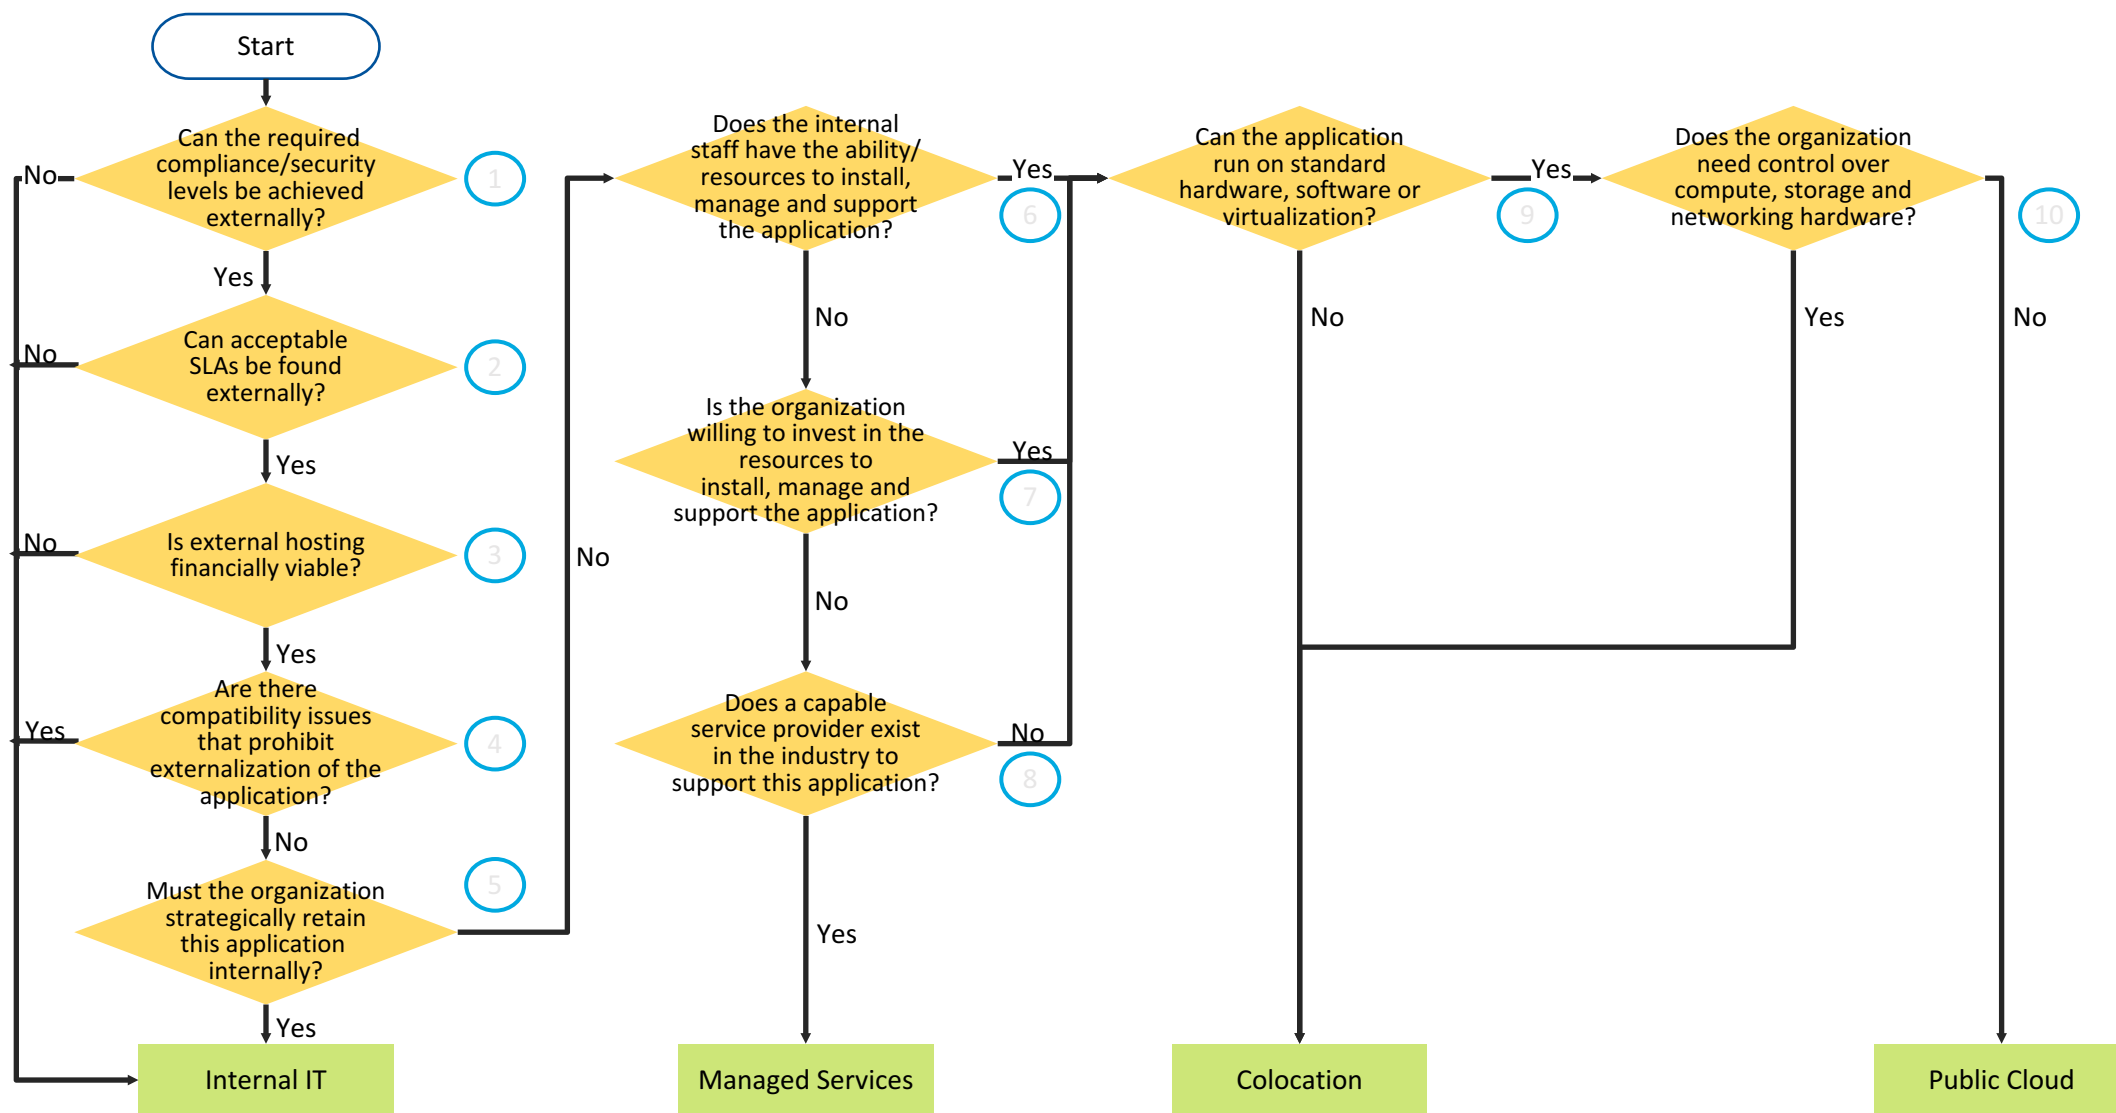 Start
Can the required
compliance/security
levels be achieved
externally?
No
1
Yes
Can acceptable
SLAs be found
externally?
No
2
Yes
Is external hosting
financially viable?
No
3
Yes
Are there
compatibility issues
that prohibit
externalization of the
application?
Yes
4
No
Must the organization
strategically retain
this application
internally?
5
No
Yes
Internal IT
Does the internal
staff have the ability/
resources to install,
manage and support
the application?
Yes
6
No
Is the organization
willing to invest in the
resources to
install, manage and
support the application?
Yes
7
No
Does a capable
service provider exist
in the industry to
support this application?
No
8
Yes
Managed Services
Can the application
run on standard
hardware, software or
virtualization?
Yes
9
No
Colocation
Does the organization
need control over
compute, storage and
networking hardware?
10
Yes
No
Public Cloud